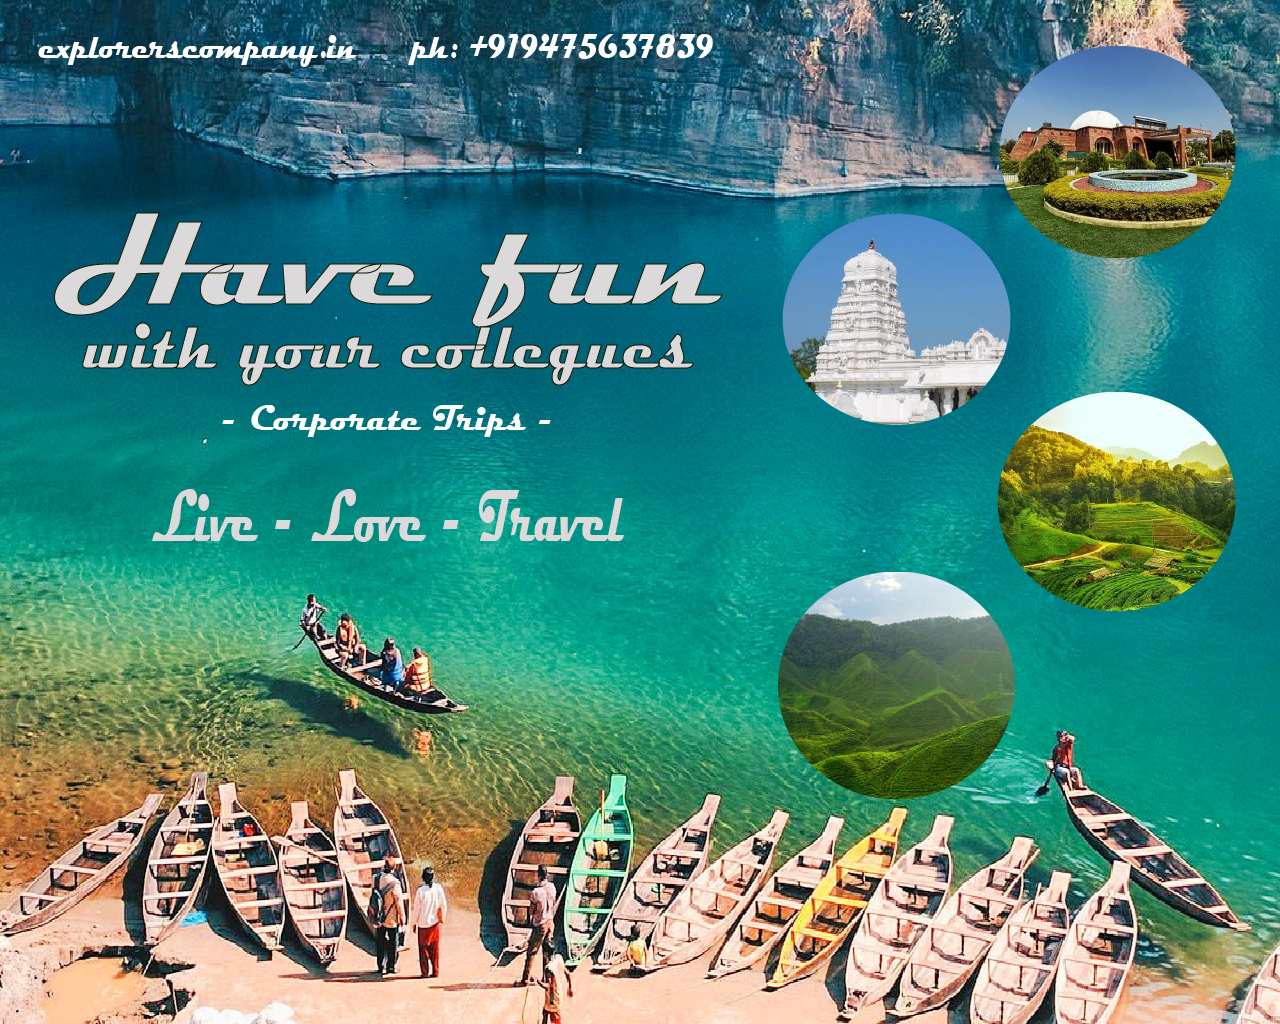 explorerscompany.in ph: +919475637839
Have fun
with your collegues
- Corporate Trips -
Live - Love - Travel